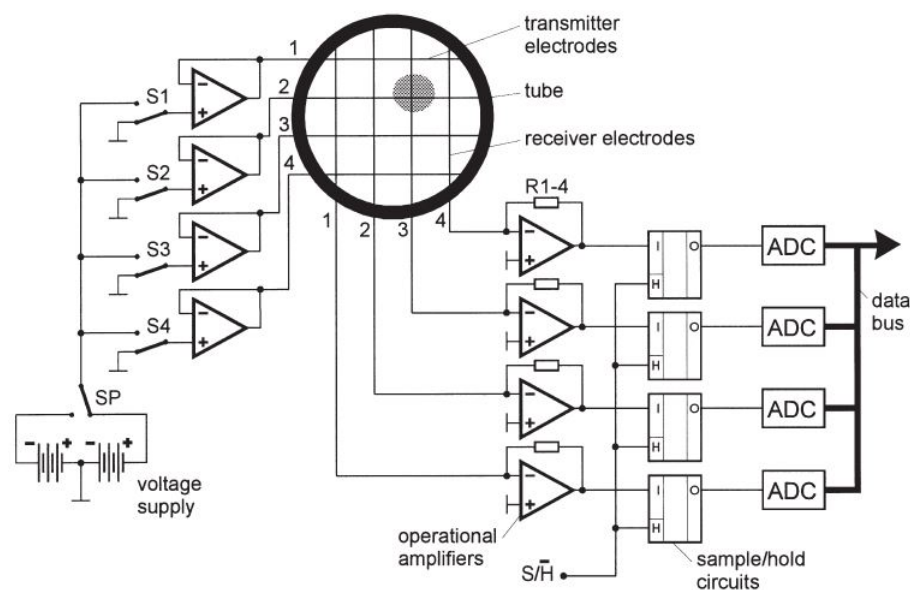 transmitter
electrodes
1
S1
-
+
2
tube
3
S2
-
+
4
receiver electrodes
S3
-
+
1
2
3
4
R1-4
-
+
I
O
H
ADC
S4
-
+
data
bus
-
+
I
O
H
ADC
SP
-
+
-
+
-
+
I
O
H
ADC
voltage
supply
-
+
I
O
H
ADC
operational
amplifiers
S/H̅
sample/hold
circuits